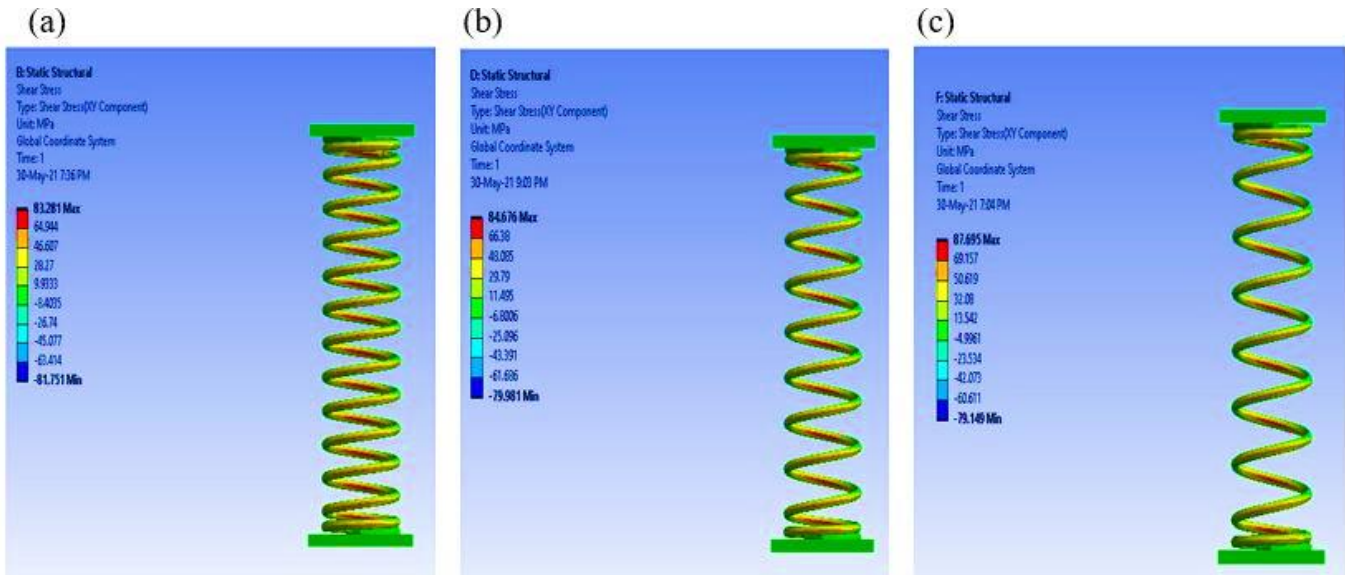 (a)
B: Static Structural
Shear Stress
Type: Shear Stress(XY Component)
Unit: MPa
Global Coordinate System
Time: 1
30-May-21 7:36 PM
83.281 Max
64.944
46.607
28.27
9.9333
-8.4035
-26.74
-45.077
-63.414
-81.751 Min
(b)
D: Static Structural
Shear Stress
Type: Shear Stress(XY Component)
Unit: MPa
Global Coordinate System
Time: 1
30-May-21 9:03 PM
84.676 Max
66.38
48.085
29.79
11.495
-6.8006
-25.096
-43.391
-61.686
-79.981 Min
(c)
F: Static Structural
Shear Stress
Type: Shear Stress(XY Component)
Unit: MPa
Global Coordinate System
Time: 1
30-May-21 7:04 PM
87.695 Max
69.157
50.619
32.08
13.542
-4.9961
-23.534
-42.073
-60.611
-79.149 Min